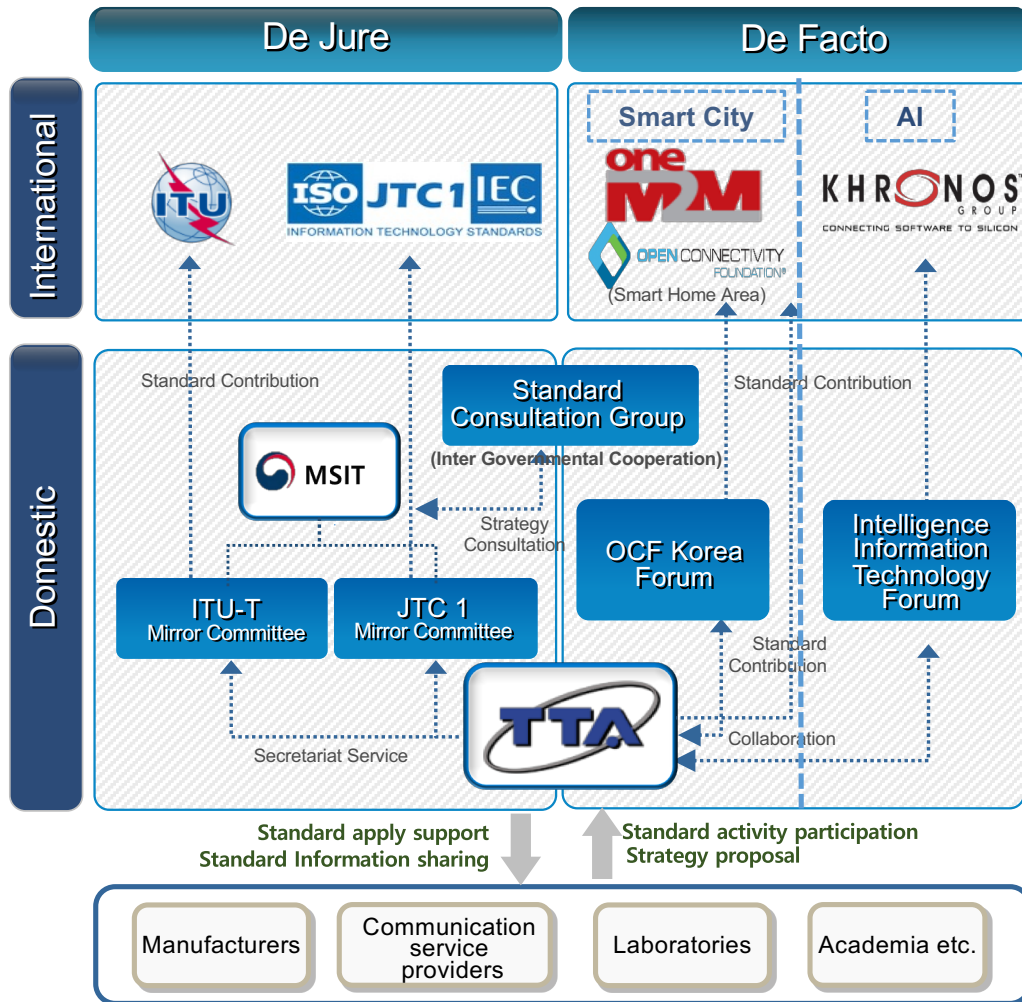 De Jure
De Facto
International
Smart City
AI
ITU
ISO JTC1 IEC
INFORMATION TECHNOLOGY STANDARDS
one
M2M
OPEN CONNECTIVITY
FOUNDATION®
(Smart Home Area)
KHRONOS™
GROUP
CONNECTING SOFTWARE TO SILICON
Domestic
Standard Contribution
Standard Contribution
Standard
Consultation Group
(Inter Governmental Cooperation)
MSIT
Strategy
Consultation
OCF Korea
Forum
Intelligence
Information
Technology
Forum
ITU-T
Mirror Committee
JTC 1
Mirror Committee
Standard
Contribution
TTA
Secretariat Service
Collaboration
Standard apply support
Standard Information sharing
Standard activity participation
Strategy proposal
Manufacturers
Communication
service
providers
Laboratories
Academia etc.